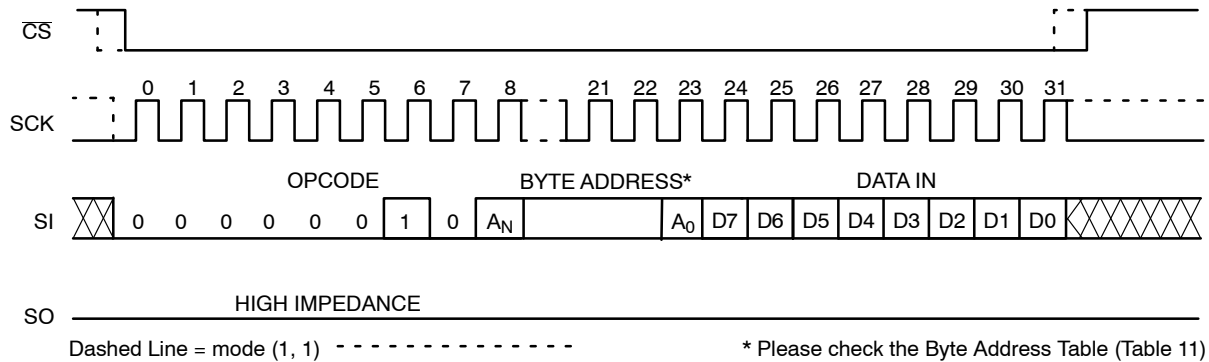 CS
0 1 2 3 4 5 6 7 8 21 22 23 24 25 26 27 28 29 30 31
SCK
OPCODE BYTE ADDRESS* DATA IN
SI 0 0 0 0 0 0 1 0 AN A0 D7 D6 D5 D4 D3 D2 D1 D0
HIGH IMPEDANCE
SO
Dashed Line = mode (1, 1) * Please check the Byte Address Table (Table 11)